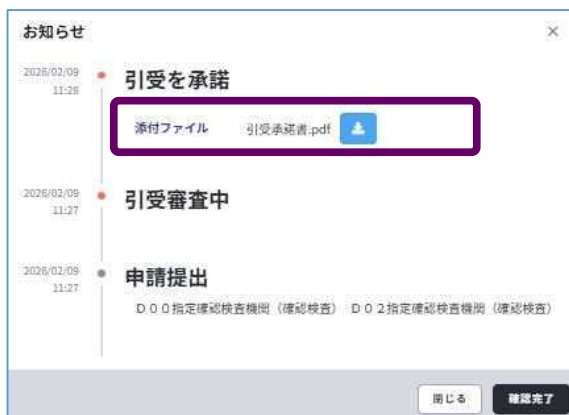 お知らせ
×
2026/02/09
11:28
引受を承諾
添付ファイル 引受承諾書.pdf
2026/02/09
11:27
引受審査中
2026/02/09
11:27
申請提出
D00指定確認検査機関（確認検査） D02指定確認検査機関（確認検査）
閉じる 確認完了